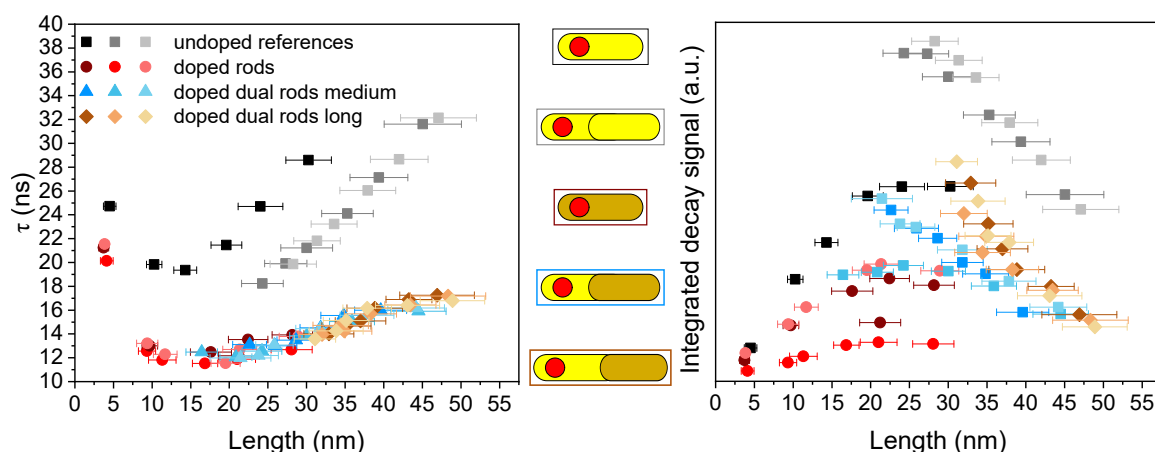 40
38
36
34
32
30
28
26
24
22
20
18
16
14
12
10
τ (ns)
undoped references
doped rods
doped dual rods medium
doped dual rods long
0 5 10 15 20 25 30 35 40 45 50 55
Length (nm)
Integrated decay signal (a.u.)
0 5 10 15 20 25 30 35 40 45 50 55
Length (nm)